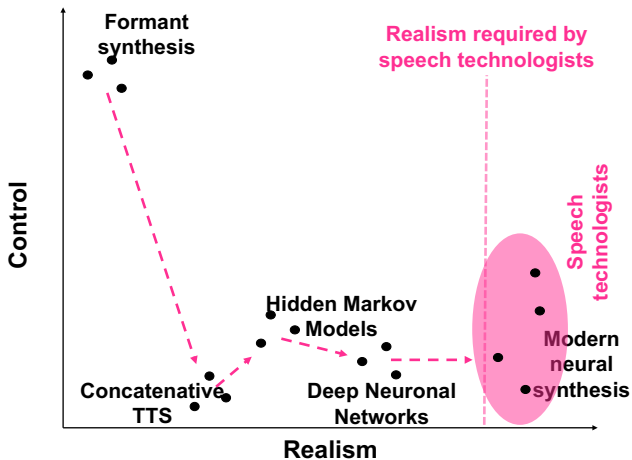 Formant
synthesis
Realism required by
speech technologists
Control
Speech
technologists
Hidden Markov
Models
Modern
neural
synthesis
Concatenative
TTS
Deep Neuronal
Networks
Realism